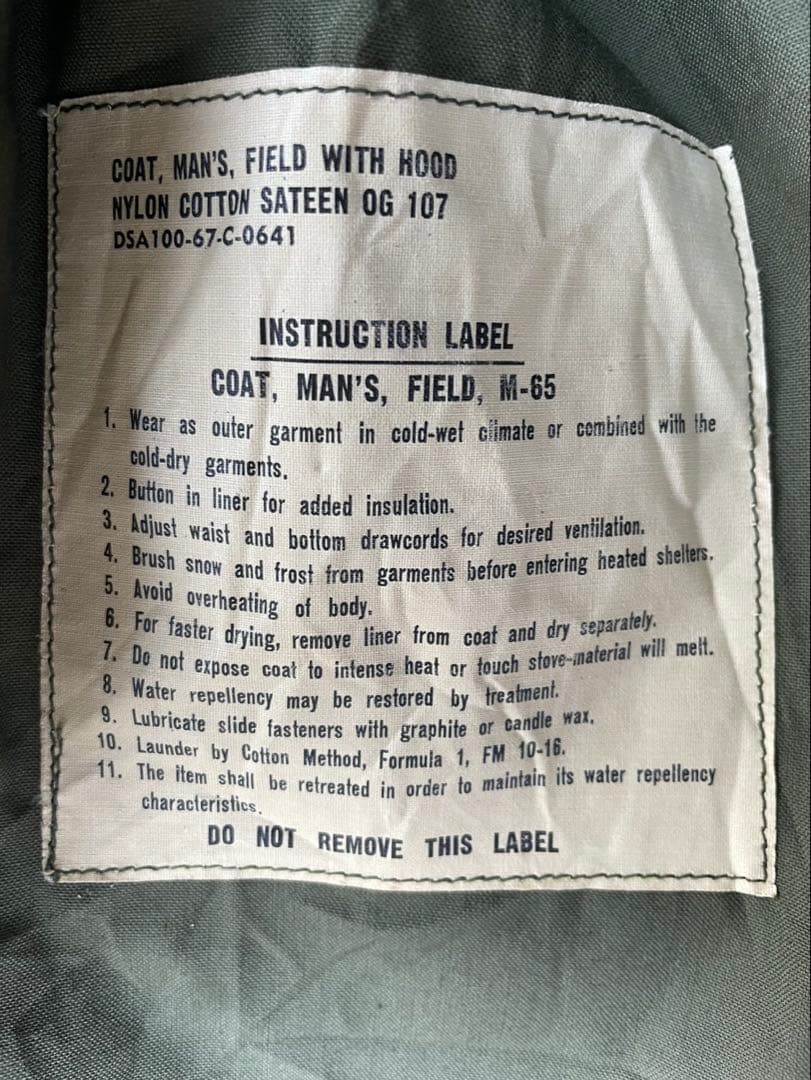 COAT, MAN'S, FIELD WITH HOOD
NYLON COTTON SATEEN OG 107
DSA100-67-C-0641
INSTRUCTION LABEL
COAT, MAN'S, FIELD, M-65
1. Wear as outer garment in cold-wet climate or combined with the
cold-dry garments.
2. Button in liner for added insulation.
3. Adjust waist and bottom drawcords for desired ventilation.
4. Brush snow and frost from garments before entering heated shelters.
5. Avoid overheating of body.
6. For faster drying, remove liner from coat and dry separately.
7. Do not expose coat to intense heat or touch stove-material will melt.
8. Water repellency may be restored by treatment.
9. Lubricate slide fasteners with graphite or candle wax.
10. Launder by Cotton Method, Formula 1, FM 10-16.
11. The item shall be retreated in order to maintain its water repellency
characteristics.
DO NOT REMOVE THIS LABEL